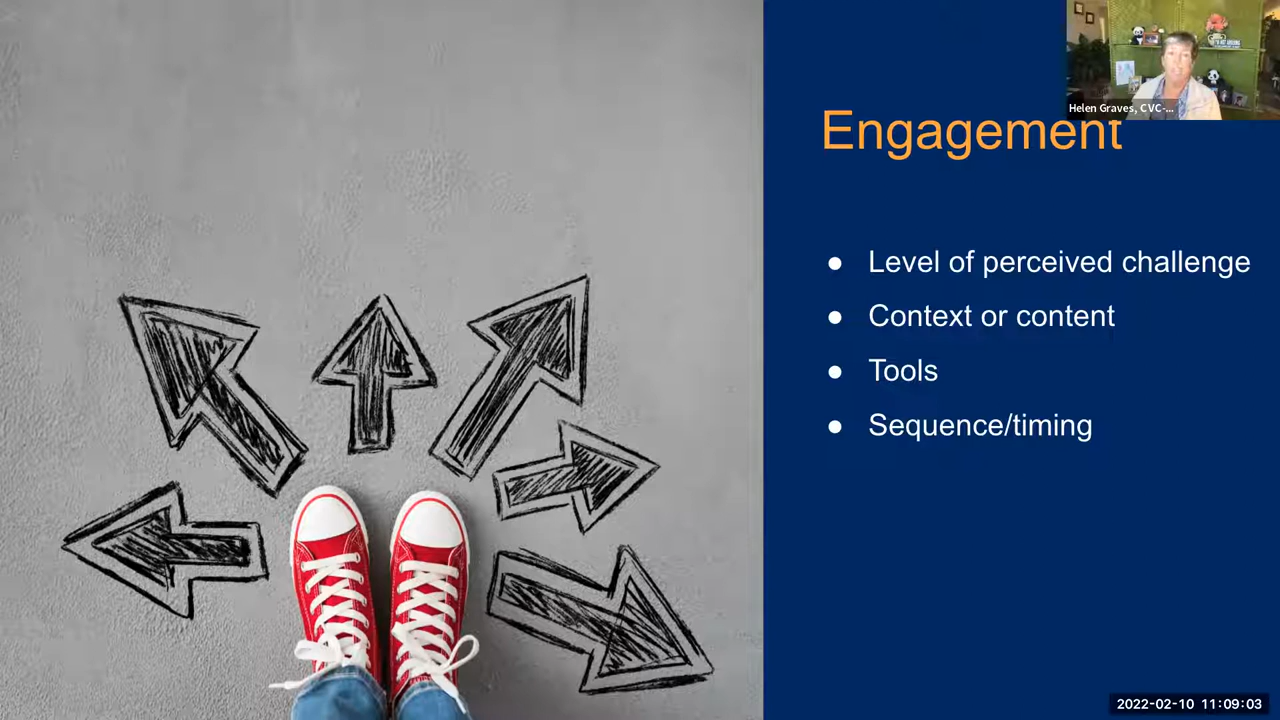 Helen Graves, CVC-...
Engagement
● Level of perceived challenge
● Context or content
● Tools
● Sequence/timing
2022-02-10 11:09:03